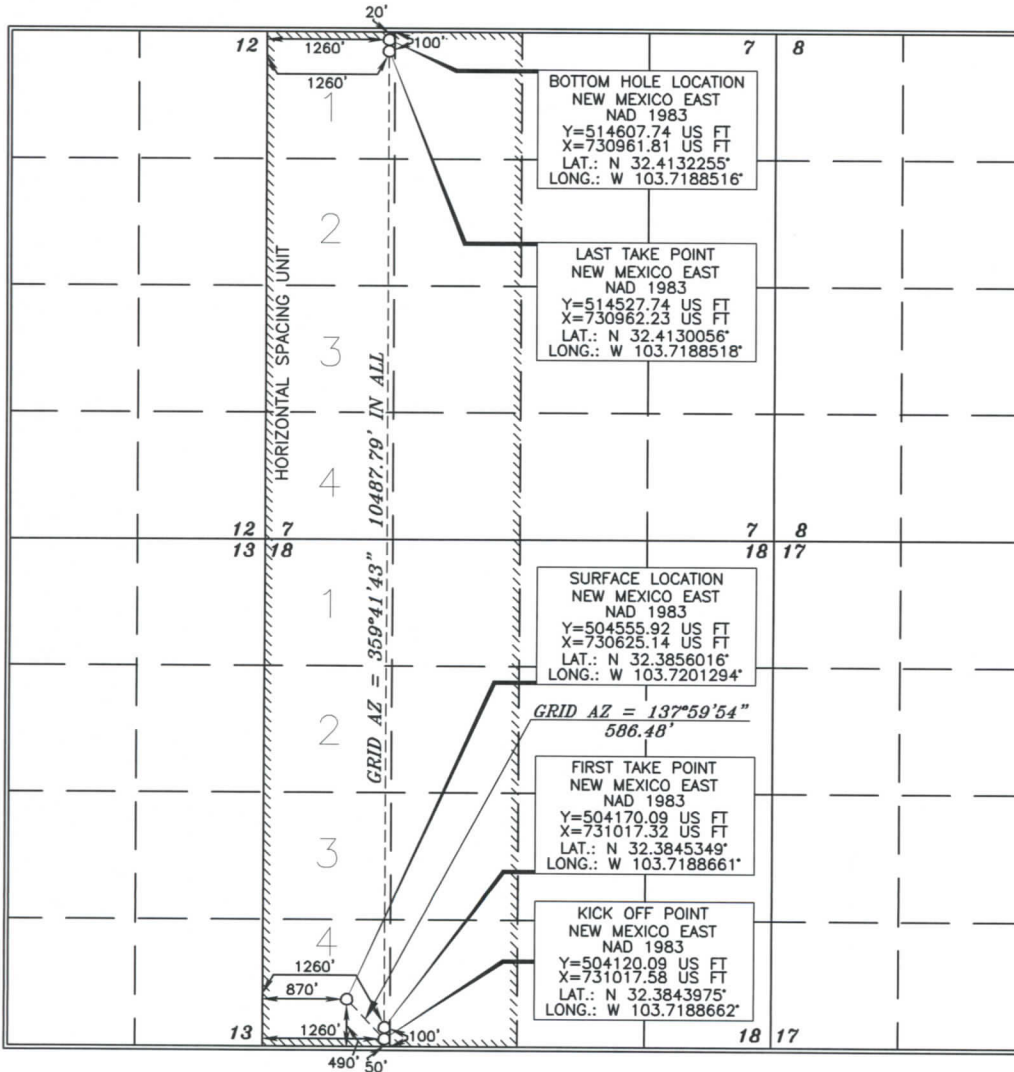 20'
12
1260'
100'
7
8
1260'
1
BOTTOM HOLE LOCATION
NEW MEXICO EAST
NAD 1983
Y=514607.74 US FT
X=730961.81 US FT
LAT.: N 32.4132255°
LONG.: W 103.7188516°
2
LAST TAKE POINT
NEW MEXICO EAST
NAD 1983
Y=514527.74 US FT
X=730962.23 US FT
LAT.: N 32.4130056°
LONG.: W 103.7188518°
HORIZONTAL SPACING UNIT
3
GRID AZ = 359°41'43" 10487.79' IN ALL
4
12
7
7
8
13
18
18
17
1
SURFACE LOCATION
NEW MEXICO EAST
NAD 1983
Y=504555.92 US FT
X=730625.14 US FT
LAT.: N 32.3856016°
LONG.: W 103.7201294°
2
GRID AZ = 137°59'54"
586.48'
3
FIRST TAKE POINT
NEW MEXICO EAST
NAD 1983
Y=504170.09 US FT
X=731017.32 US FT
LAT.: N 32.3845349°
LONG.: W 103.7188661°
4
KICK OFF POINT
NEW MEXICO EAST
NAD 1983
Y=504120.09 US FT
X=731017.58 US FT
LAT.: N 32.3843975°
LONG.: W 103.7188662°
1260'
870'
13
1260'
100'
18
17
490'
50'